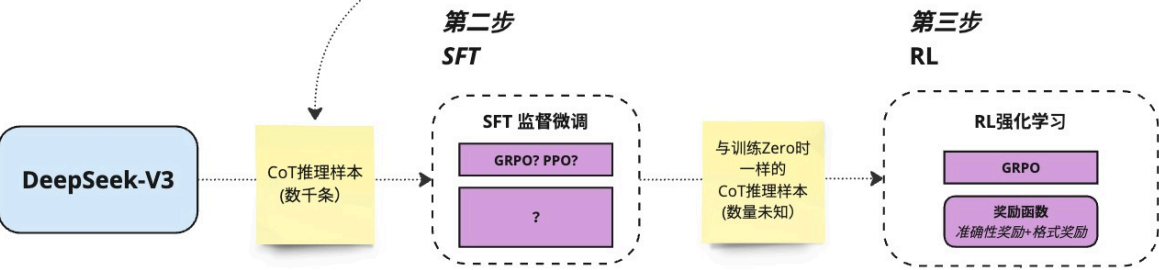 第二步
SFT
第三步
RL
DeepSeek-V3
CoT推理样本
(数千条）
SFT 监督微调
GRPO? PPO?
?
与训练Zero时
一样的
CoT推理样本
(数量未知）
RL强化学习
GRPO
奖励函数
准确性奖励+格式奖励